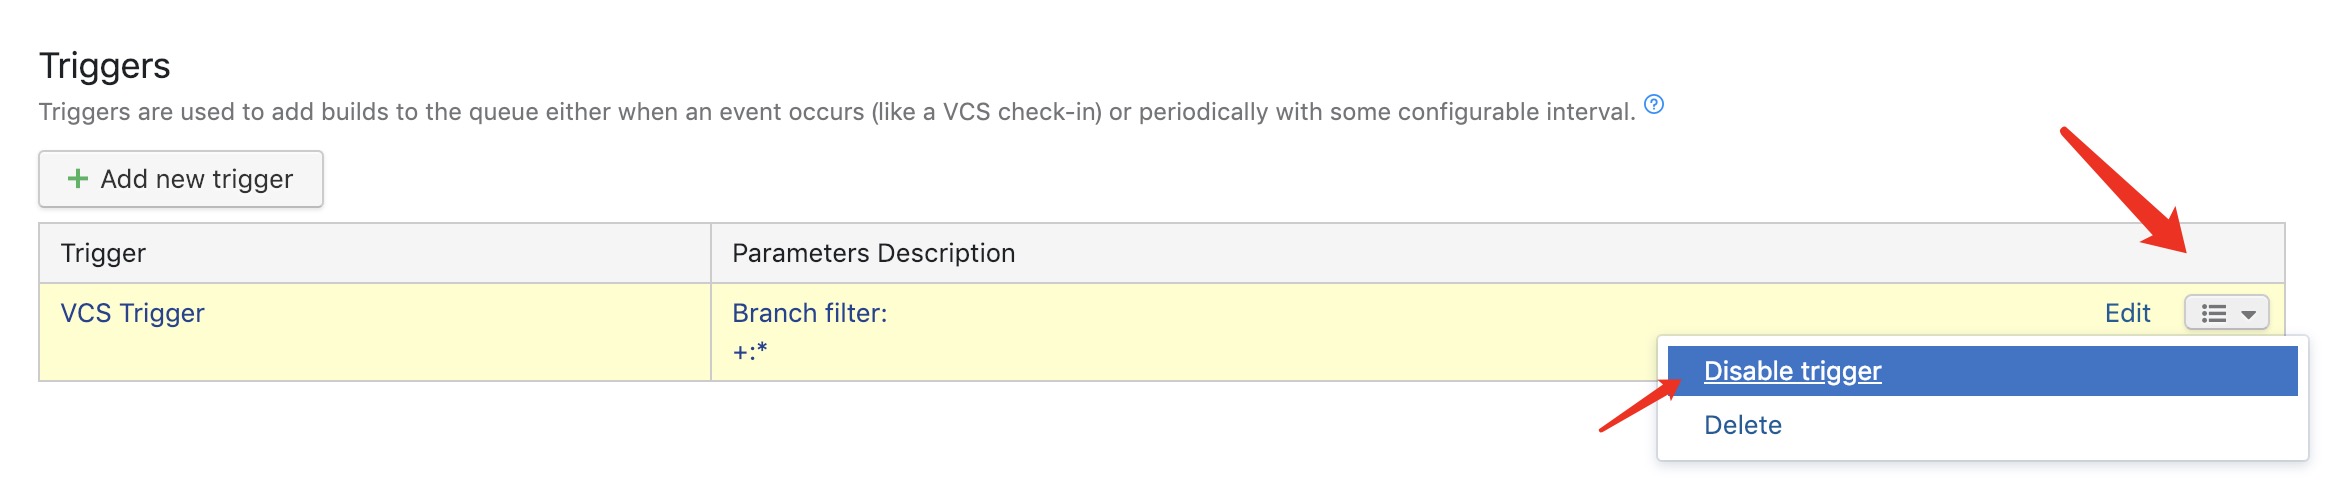 Triggers
Triggers are used to add builds to the queue either when an event occurs (like a VCS check-in) or periodically with some configurable interval. ?
+ Add new trigger
Trigger Parameters Description
VCS Trigger Branch filter: Edit
+:*
Disable trigger
Delete